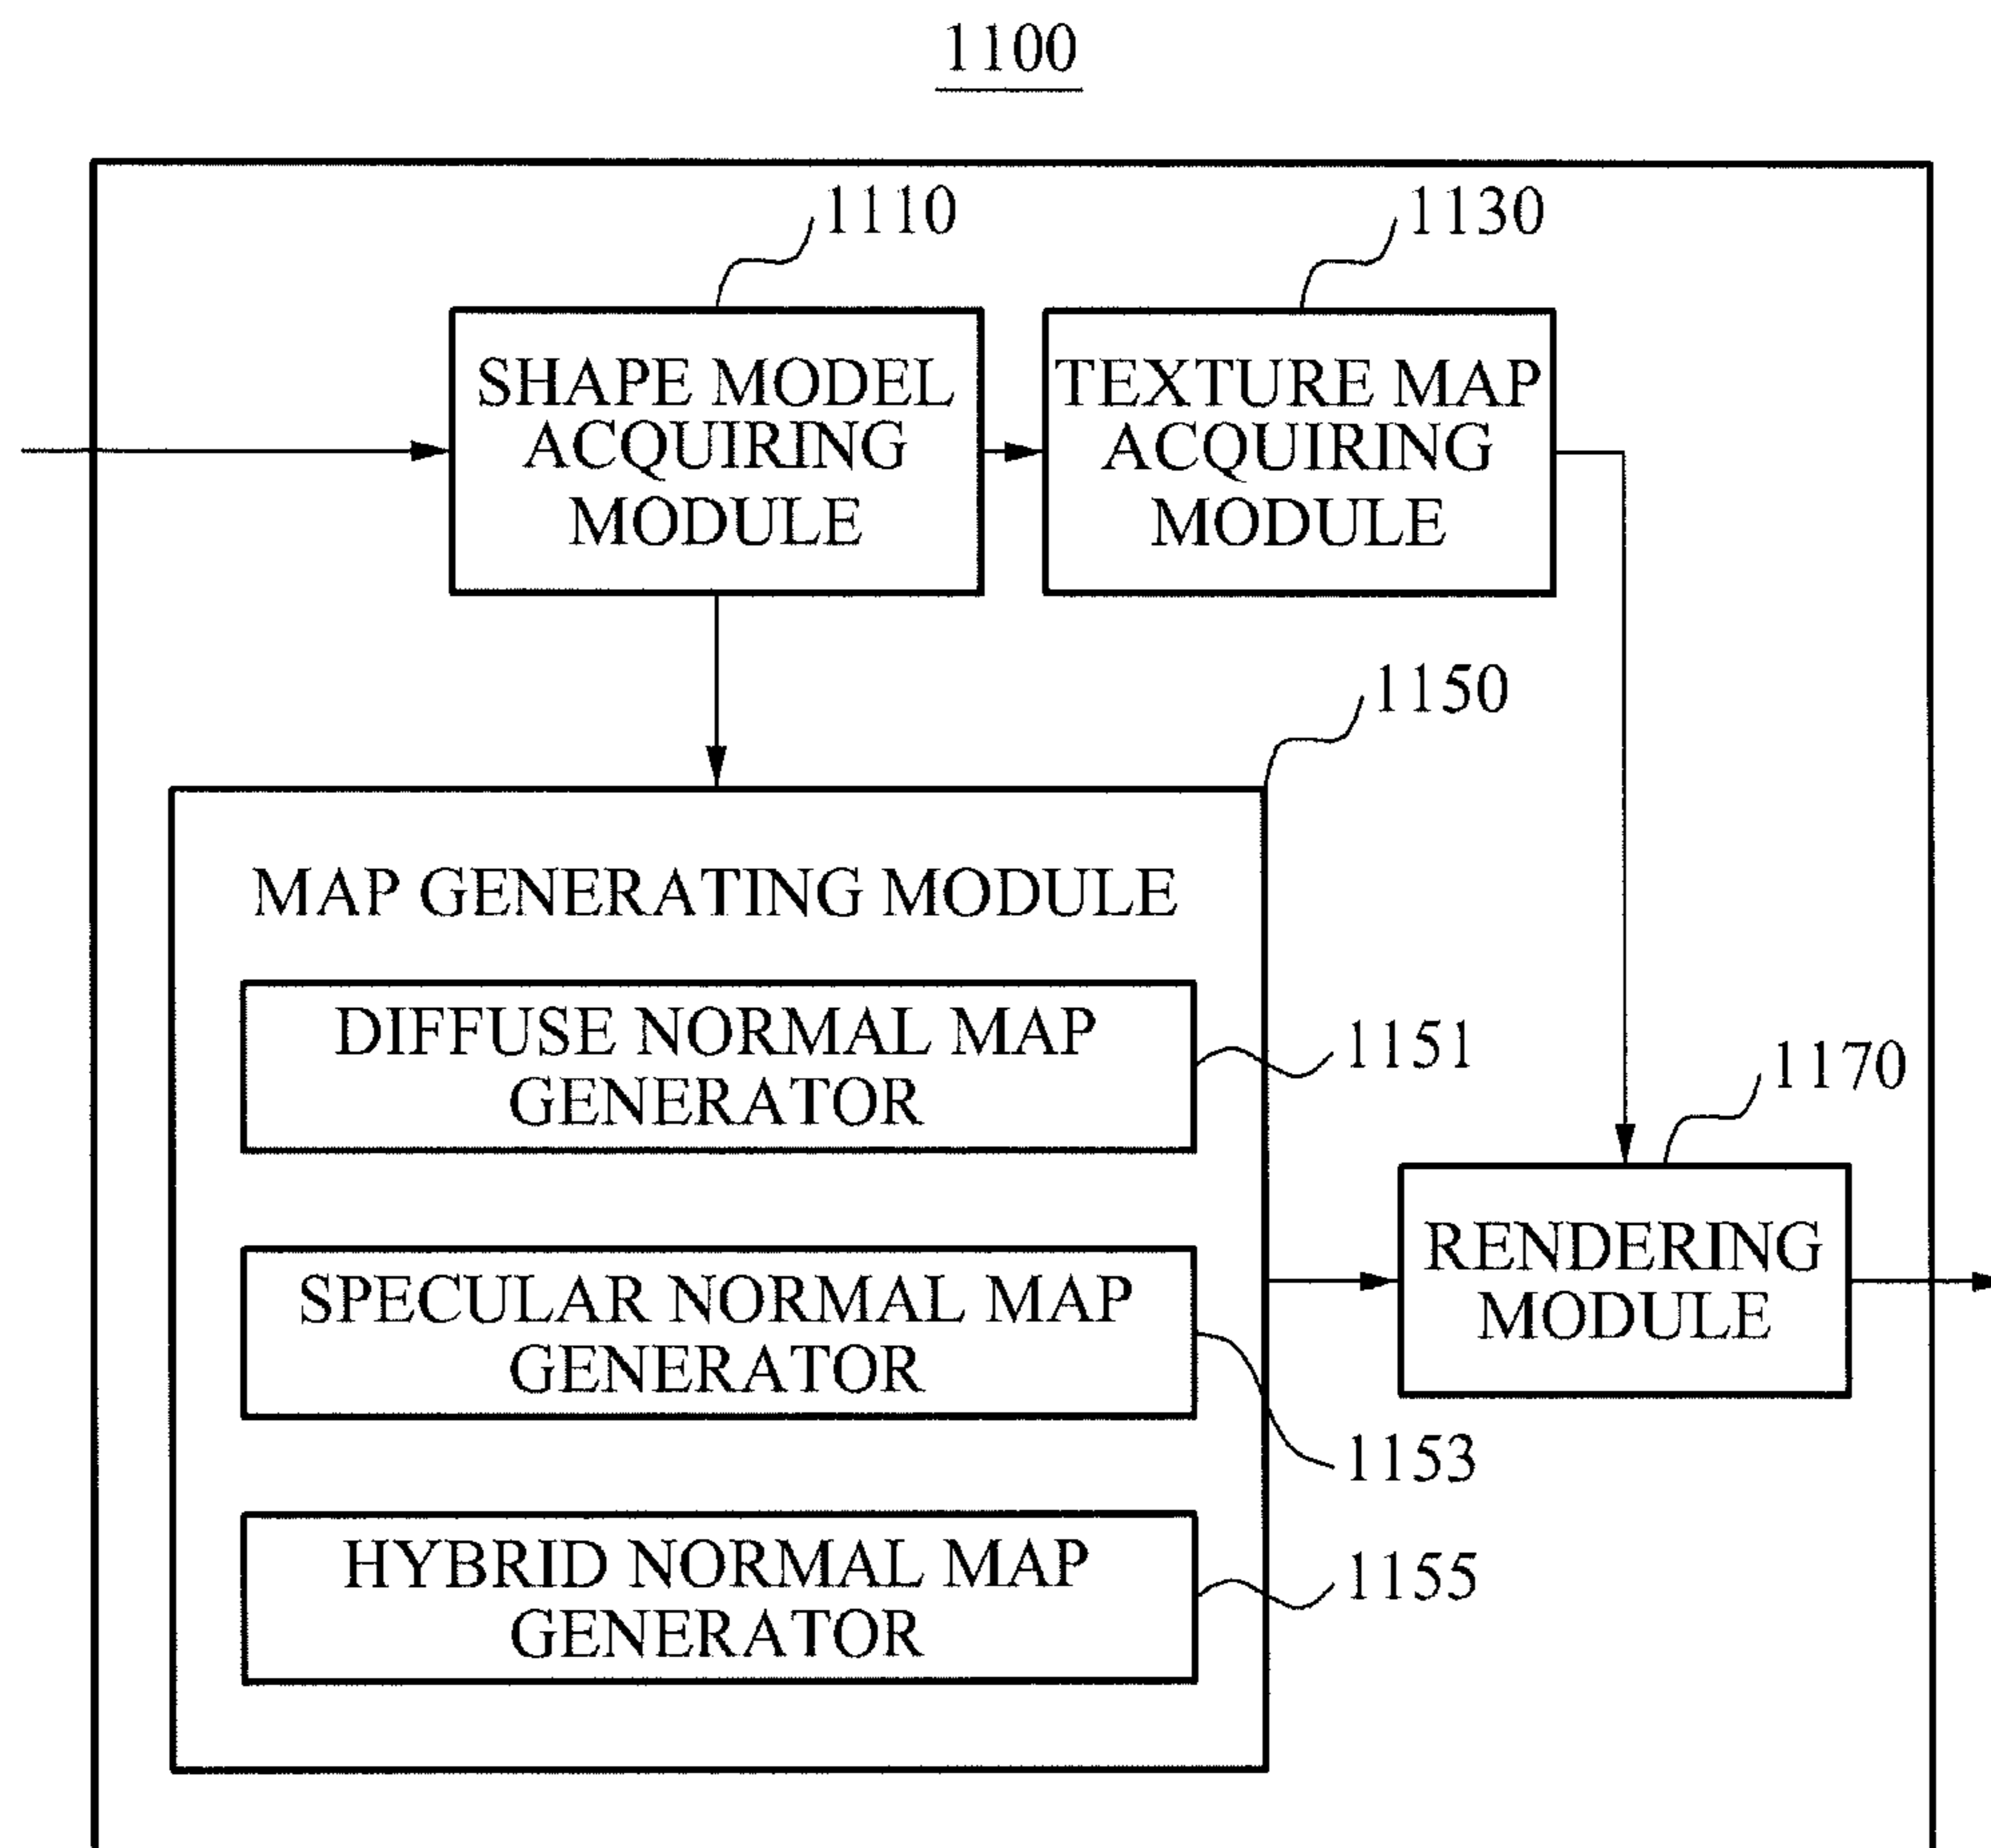 1100
1110
1130
SHAPE MODEL
ACQUIRING
MODULE
TEXTURE MAP
ACQUIRING
MODULE
1150
MAP GENERATING MODULE
DIFFUSE NORMAL MAP
GENERATOR
1151
1170
SPECULAR NORMAL MAP
GENERATOR
RENDERING
MODULE
1153
HYBRID NORMAL MAP
GENERATOR
1155